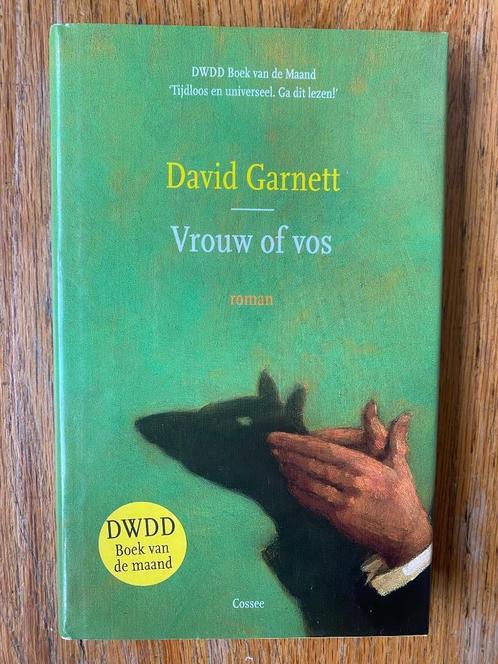 DWDD Boek van de Maand
'Tijdloos en universeel. Ga dit lezen!'
David Garnett
Vrouw of vos
roman
DWDD
Boek van
de maand
Cossee